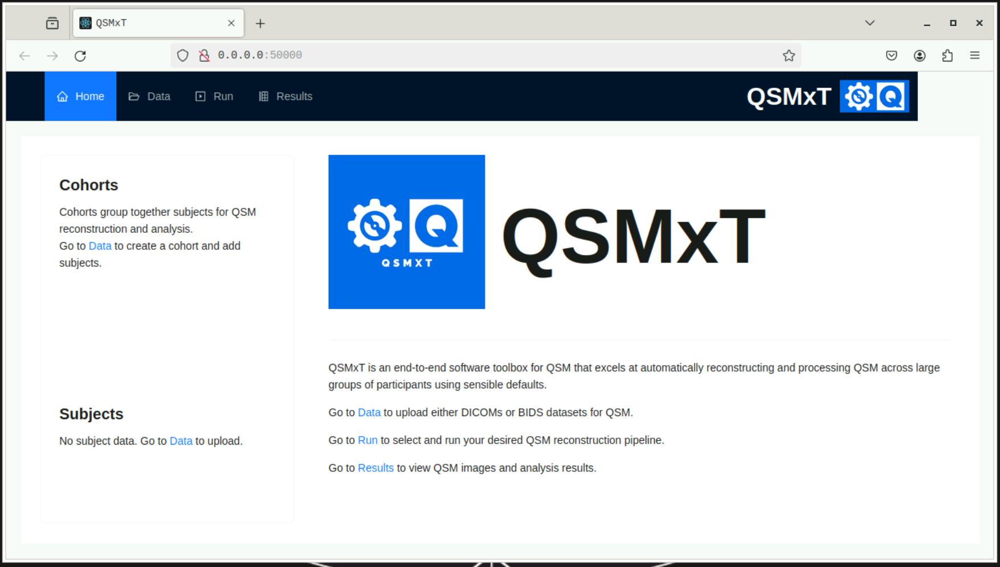 QSMxT
0.0.0.0:50000
Home
Data
Run
Results
QSMxT
Cohorts
Cohorts group together subjects for QSM
reconstruction and analysis.
Go to Data to create a cohort and add
subjects.
Subjects
No subject data. Go to Data to upload.
QSMXT
QSMxT
QSMxT is an end-to-end software toolbox for QSM that excels at automatically reconstructing and processing QSM across large
groups of participants using sensible defaults.
Go to Data to upload either DICOMs or BIDS datasets for QSM.
Go to Run to select and run your desired QSM reconstruction pipeline.
Go to Results to view QSM images and analysis results.